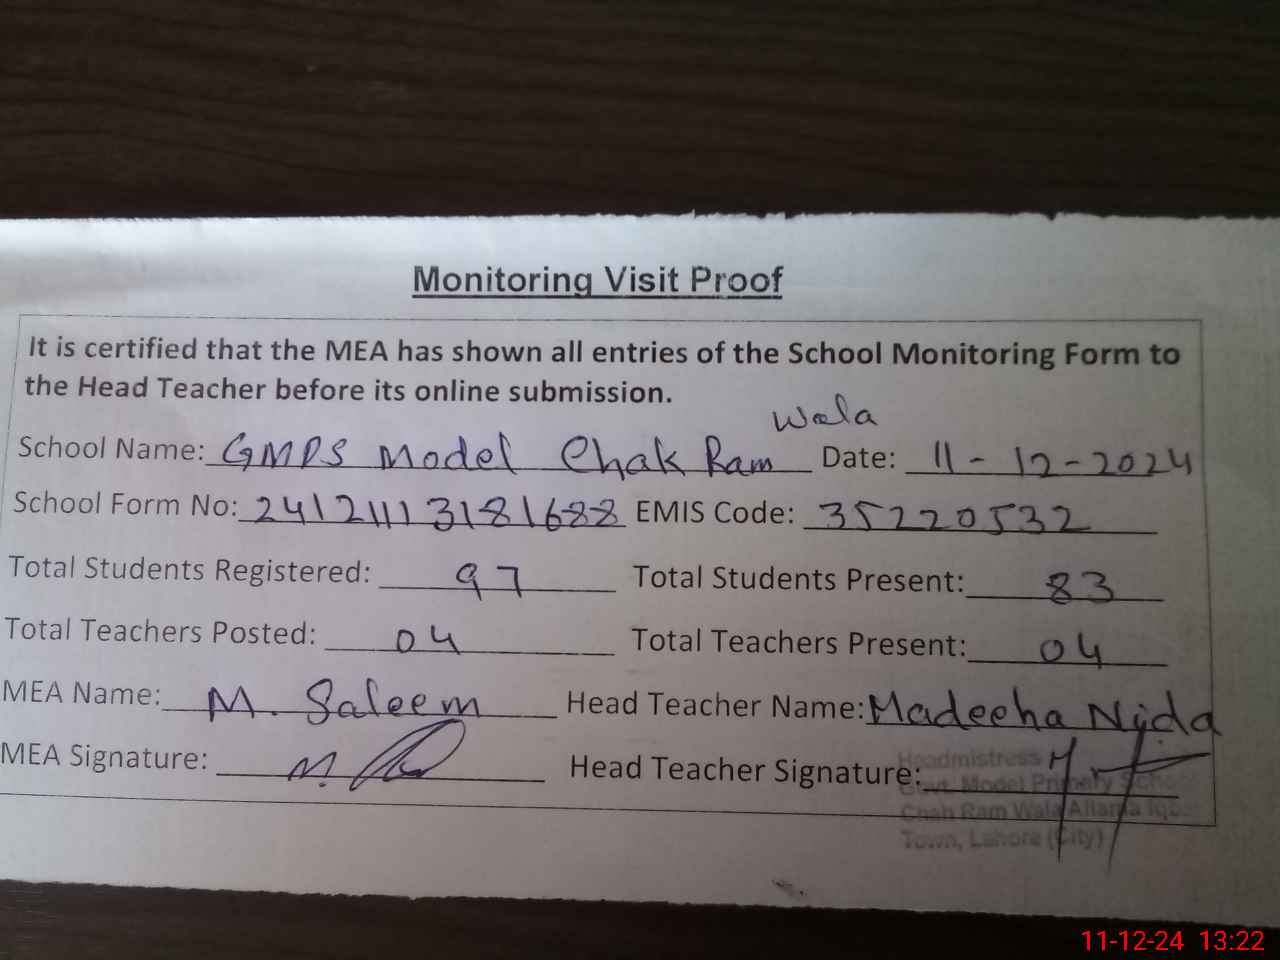 Monitoring Visit Proof
It is certified that the MEA has shown all entries of the School Monitoring Form to
the Head Teacher before its online submission.
Wala
School Name: GMPS Model Chak Ram Date: 11-12-2024
School Form No: 24121113181688 EMIS Code: 35220532
Total Students Registered: 97 Total Students Present: 83
Total Teachers Posted: 04 Total Teachers Present: 04
MEA Name: M. Saleem Head Teacher Name: Madeeha Nida
MEA Signature: Head Teacher Signature:
Headmistress
Govt. Model Primary School
Chah Ram Wala Allama Iqbal
Town, Lahore (City)
11-12-24 13:22